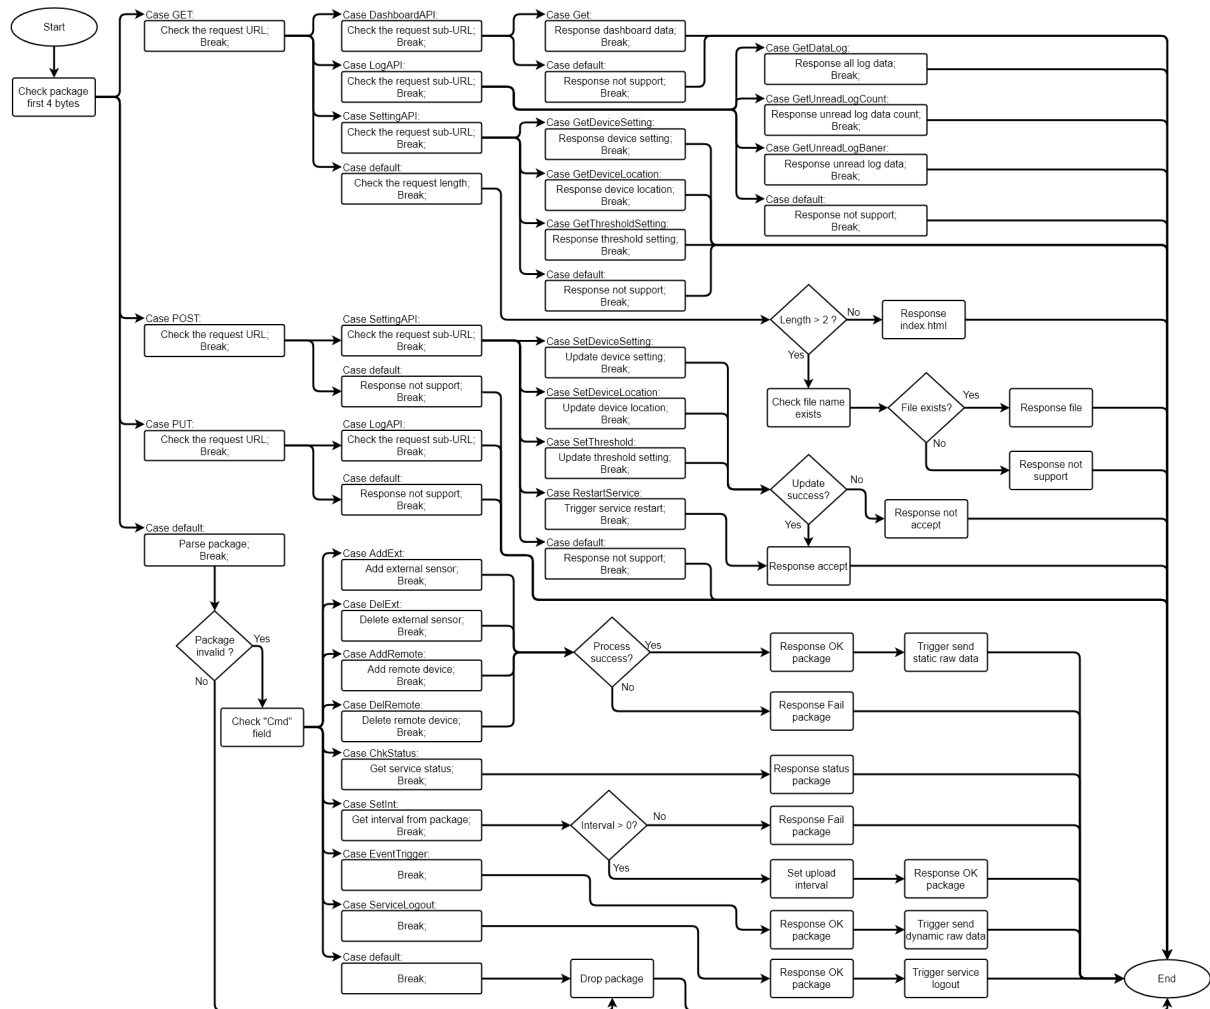 Start
Check package
first 4 bytes
Case GET:
Check the request URL;
Break;
Case DashboardAPI:
Check the request sub-URL;
Break;
Case Get:
Response dashboard data;
Break;
Case default:
Response not support;
Break;
Case LogAPI:
Check the request sub-URL;
Break;
Case GetDataLog:
Response all log data;
Break;
Case GetUnreadLogCount:
Response unread log data count;
Break;
Case GetUnreadLogBaner:
Response unread log data;
Break;
Case default:
Response not support;
Break;
Case SettingAPI:
Check the request sub-URL;
Break;
Case GetDeviceSetting:
Response device setting;
Break;
Case GetDeviceLocation:
Response device location;
Break;
Case GetThresholdSetting:
Response threshold setting;
Break;
Case default:
Response not support;
Break;
Case default:
Check the request length;
Break;
Length > 2 ?
No
Response
index.html
Yes
Check file name
exists
File exists?
Yes
Response file
No
Response not
support
Case POST:
Check the request URL;
Break;
Case SettingAPI:
Check the request sub-URL;
Break;
Case default:
Response not support;
Break;
Case SetDeviceSetting:
Update device setting;
Break;
Case SetDeviceLocation:
Update device location;
Break;
Case SetThreshold:
Update threshold setting;
Break;
Case RestartService:
Trigger service restart;
Break;
Case default:
Response not support;
Break;
Update
success?
No
Response not
accept
Yes
Response accept
Case PUT:
Check the request URL;
Break;
Case LogAPI:
Check the request sub-URL;
Break;
Case default:
Response not support;
Break;
Case default:
Parse package;
Break;
Package
invalid ?
Yes
No
Check "Cmd"
field
Case AddExt:
Add external sensor;
Break;
Case DelExt:
Delete external sensor;
Break;
Case AddRemote:
Add remote device;
Break;
Case DelRemote:
Delete remote device;
Break;
Process
success?
Yes
Response OK
package
Trigger send
static raw data
No
Response Fail
package
Case ChkStatus:
Get service status;
Break;
Response status
package
Case SetInt:
Get interval from package;
Break;
Interval > 0?
No
Response Fail
package
Yes
Set upload
interval
Response OK
package
Case EventTrigger:
Break;
Response OK
package
Trigger send
dynamic raw data
Case ServiceLogout:
Break;
Response OK
package
Trigger service
logout
Case default:
Break;
Drop package
End